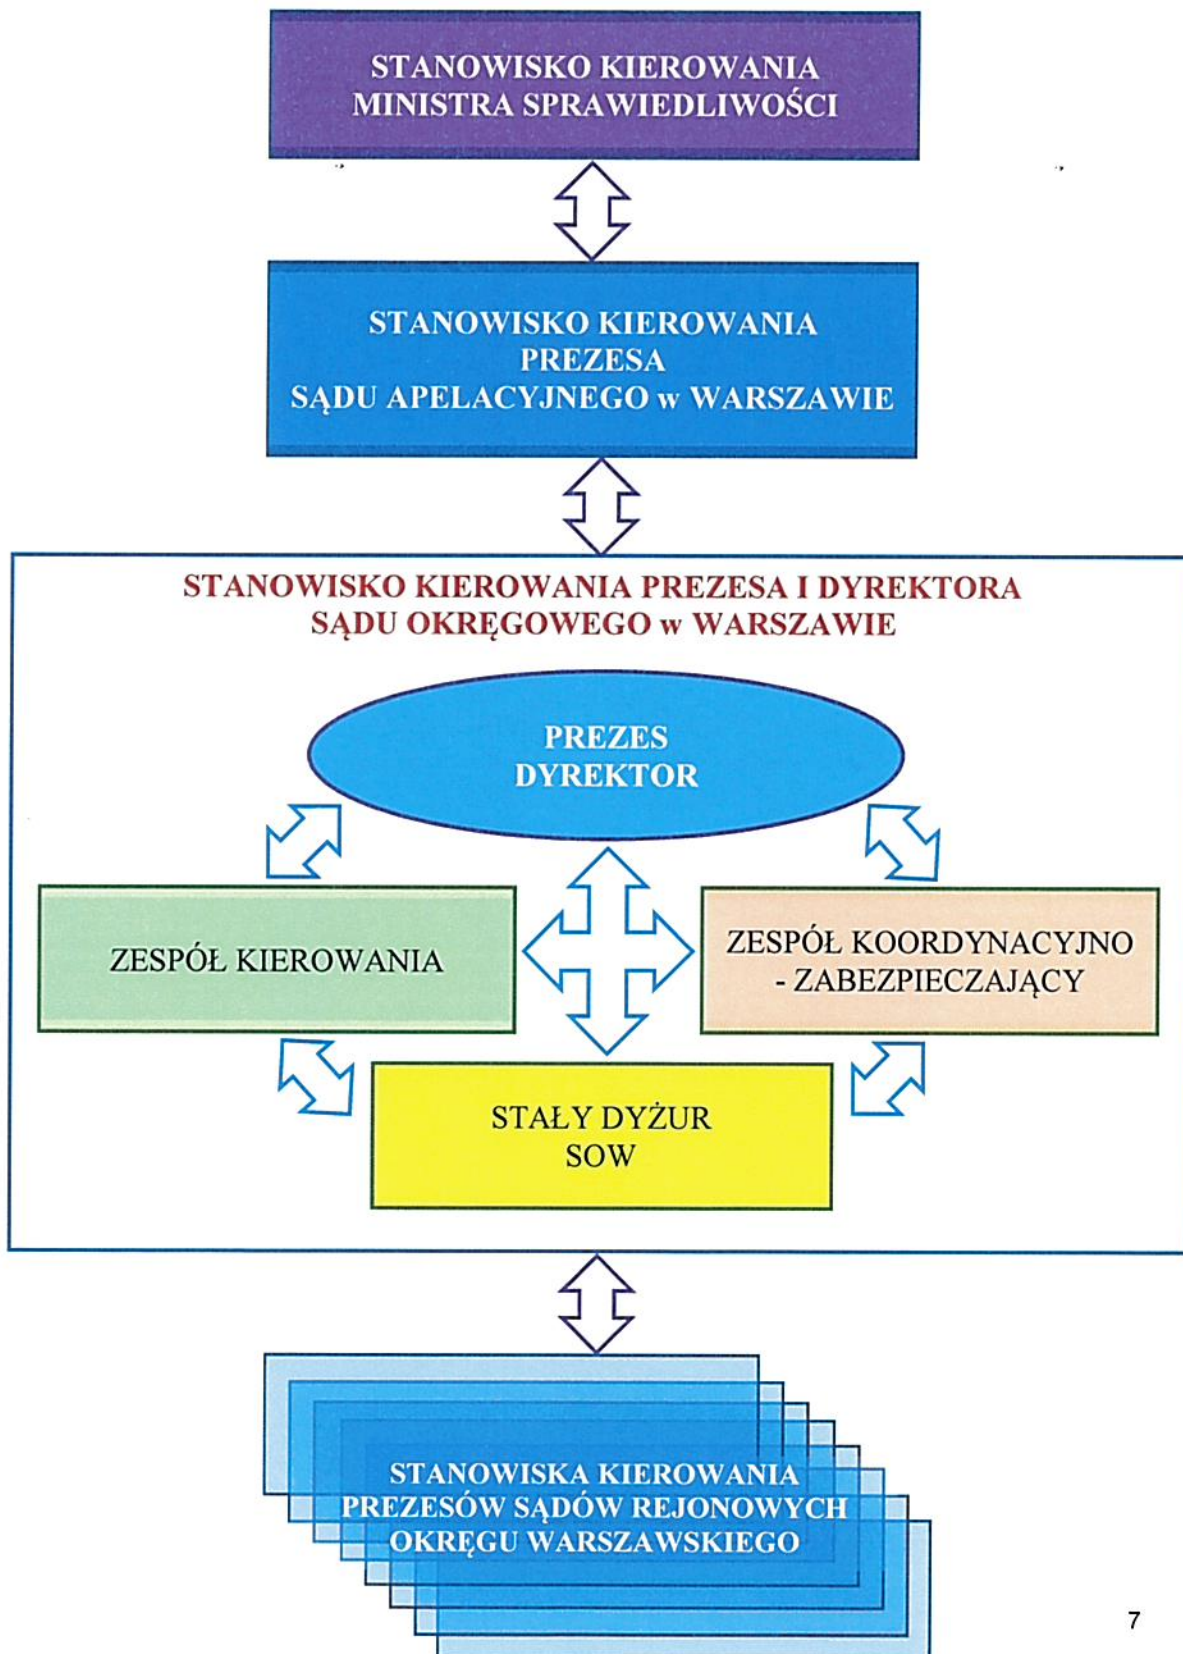 STANOWISKO KIEROWANIA
MINISTRA SPRAWIEDLIWOŚCI
STANOWISKO KIEROWANIA
PREZESA
SĄDU APELACYJNEGO w WARSZAWIE
STANOWISKO KIEROWANIA PREZESA I DYREKTORA
SĄDU OKRĘGOWEGO w WARSZAWIE
PREZES
DYREKTOR
ZESPÓŁ KIEROWANIA
ZESPÓŁ KOORDYNACYJNO
- ZABEZPIECZAJĄCY
STAŁY DYŻUR
SOW
STANOWISKA KIEROWANIA
PREZESÓW SĄDÓW REJONOWYCH
OKRĘGU WARSZAWSKIEGO
7